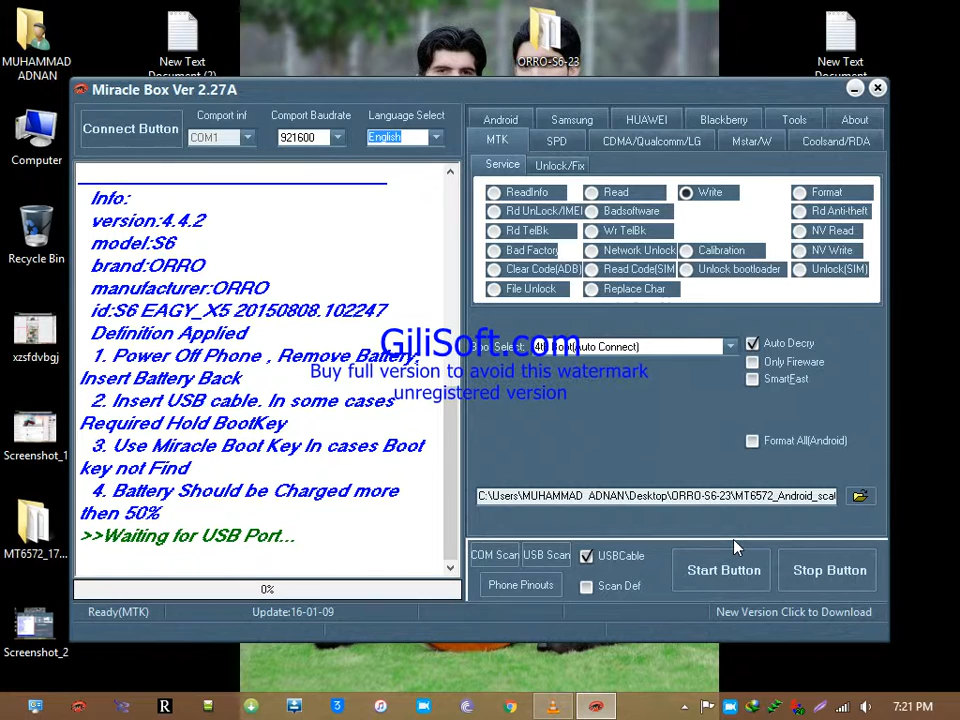 MUHAMMAD
ADNAN
New Text
Document (2)
ORRO-S6-23
New Text
Computer
Recycle Bin
xzsfdvbgj
Screenshot_1
MT6572_17...
Screenshot_2
Miracle Box Ver 2.27A
Connect Button
Comport inf
Comport Baudrate
Language Select
COM1
921600
English
Info:
version:4.4.2
model:S6
brand:ORRO
manufacturer:ORRO
id:S6 EAGY_X5 20150808.102247
Definition Applied
1. Power Off Phone , Remove Battery,
Insert Battery Back
2. Insert USB cable. In some cases
Required Hold BootKey
3. Use Miracle Boot Key In cases Boot
key not Find
4. Battery Should be Charged more
then 50%
>>Waiting for USB Port...
0%
Android
Samsung
HUAWEI
Blackberry
Tools
About
MTK
SPD
CDMA/Qualcomm/LG
Mstar/W
Coolsand/RDA
Service
Unlock/Fix
ReadInfo
Read
Write
Format
Rd UnLock/IMEI
Badsoftware
Rd Anti-theft
Rd TelBk
Wr TelBk
NV Read
Bad Factory
Network Unlock
Calibration
NV Write
Clear Code(ADB)
Read Code(SIM
Unlock bootloader
Unlock(SIM)
File Unlock
Replace Char
Select:
Boot(Auto Connect)
Auto Decry
Only Fireware
SmartFast
Format All(Android)
GiliSoft.com
Buy full version to avoid this watermark
unregistered version
C:\Users\MUHAMMAD ADNAN\Desktop\ORRO-S6-23\MT6572_Android_scal
COM Scan
USB Scan
USBCable
Start Button
Stop Button
Phone Pinouts
Scan Def
Ready(MTK)
Update:16-01-09
New Version Click to Download
R
3
7:21 PM